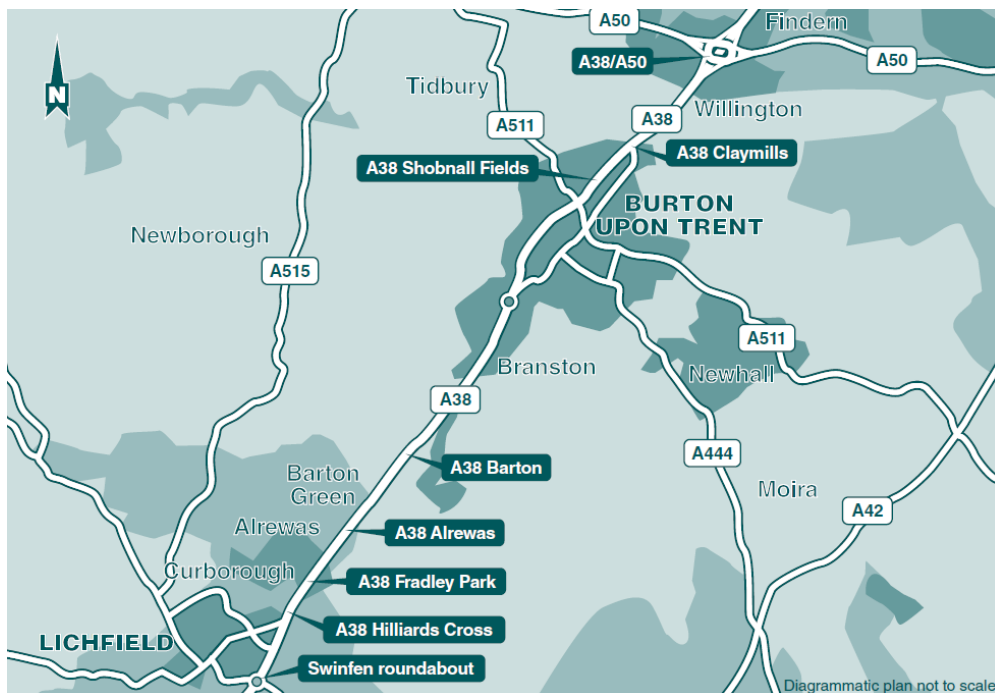 A50
Findern
A38/A50
A50
Tidbury
N
A38
Willington
A511
A38 Claymills
A38 Shobnall Fields
BURTON
UPON TRENT
Newborough
A515
A511
Branston
Newhall
A38
A444
A38 Barton
Barton
Green
Moira
A42
Alrewas
A38 Alrewas
Curborough
A38 Fradley Park
A38 Hilliards Cross
LICHFIELD
Swinfen roundabout
Diagrammatic plan not to scale